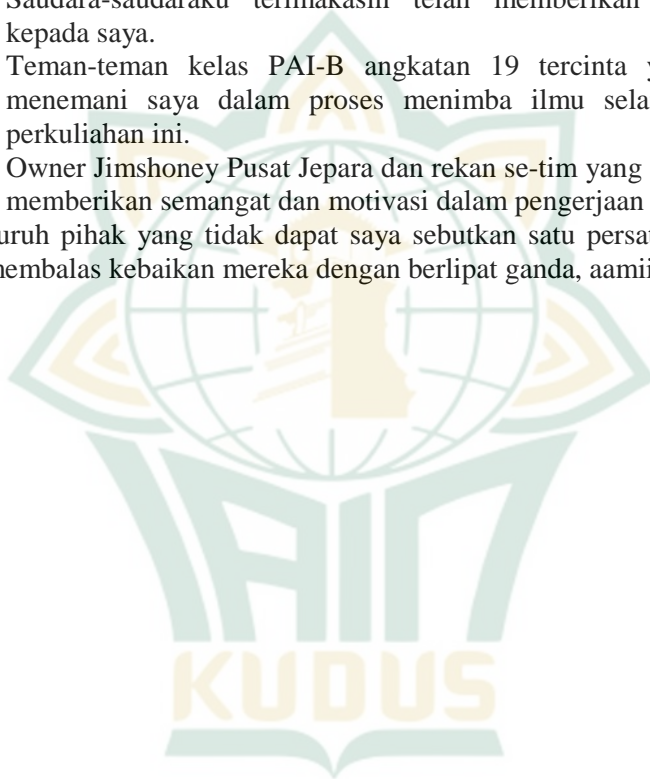 Saudara-saudaraku terimakasih telah memberikan
kepada saya.
Teman-teman kelas PAI-B angkatan 19 tercinta y
menemani saya dalam proses menimba ilmu sela
perkuliahan ini.
Owner Jimshoney Pusat Jepara dan rekan se-tim yang
memberikan semangat dan motivasi dalam pengerjaan
uruh pihak yang tidak dapat saya sebutkan satu persat
nembalas kebaikan mereka dengan berlipat ganda, aamii
IAIN
KUDUS